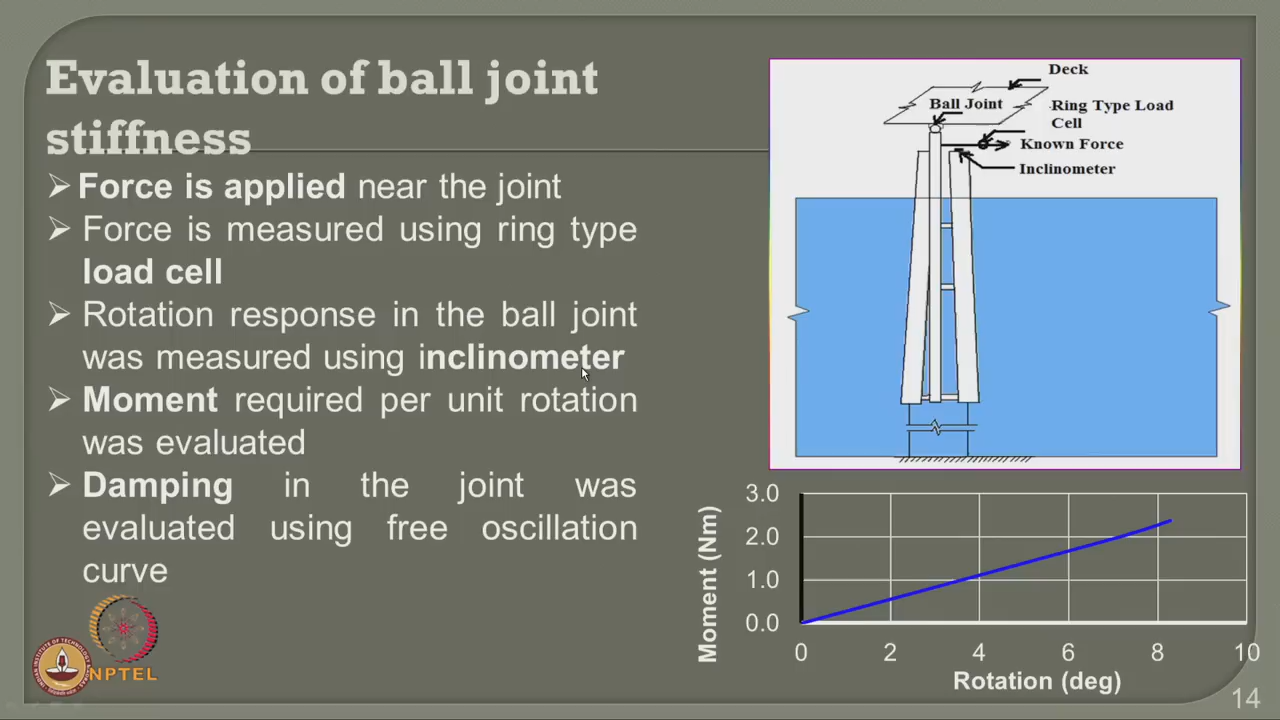 Evaluation of ball joint
stiffness
Force is applied near the joint
Force is measured using ring type
load cell
Rotation response in the ball joint
was measured using inclinometer
Moment required per unit rotation
was evaluated
Damping in the joint was
evaluated using free oscillation
curve
NPTEL
Deck
Ball Joint
Ring Type Load
Cell
Known Force
Inclinometer
Moment (Nm)
3.0
2.0
1.0
0.0
0 2 4 6 8 10
Rotation (deg)
14